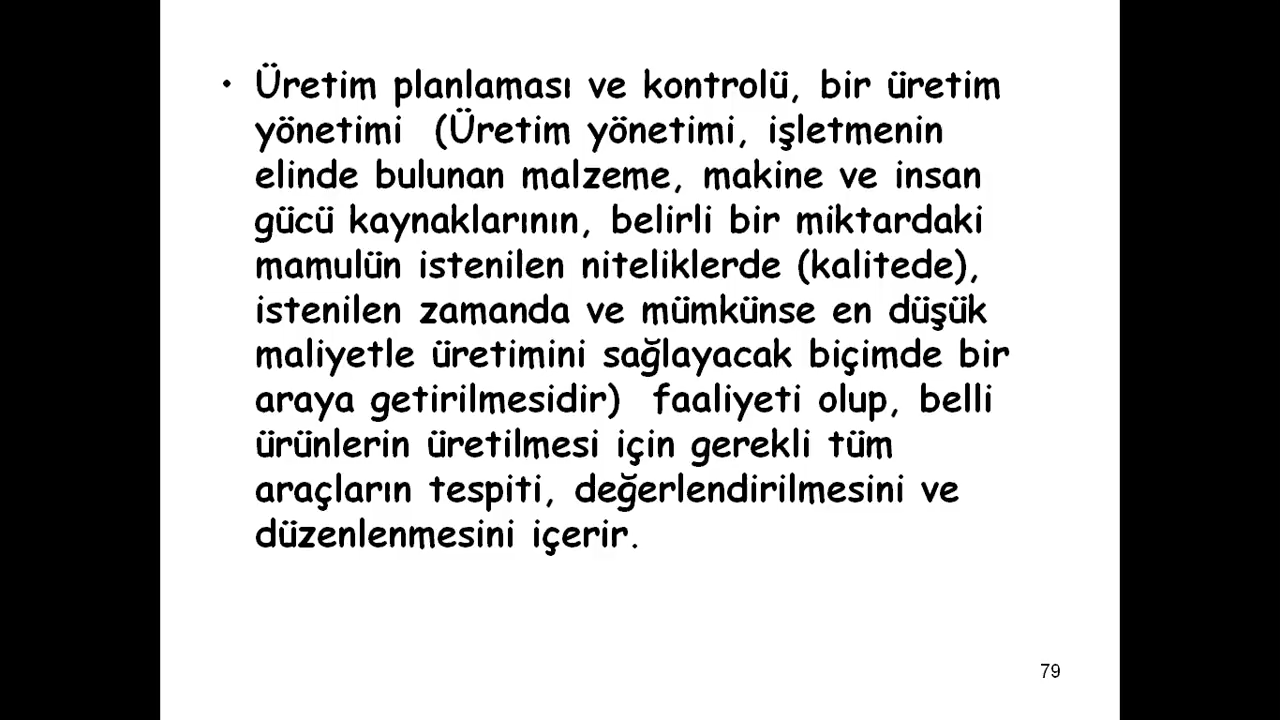 • Üretim planlaması ve kontrolü, bir üretim
yönetimi (Üretim yönetimi, işletmenin
elinde bulunan malzeme, makine ve insan
gücü kaynaklarının, belirli bir miktardaki
mamulün istenilen niteliklerde (kalitede),
istenilen zamanda ve mümkünse en düşük
maliyetle üretimini sağlayacak biçimde bir
araya getirilmesidir) faaliyeti olup, belli
ürünlerin üretilmesi için gerekli tüm
araçların tespiti, değerlendirilmesini ve
düzenlenmesini içerir.
79